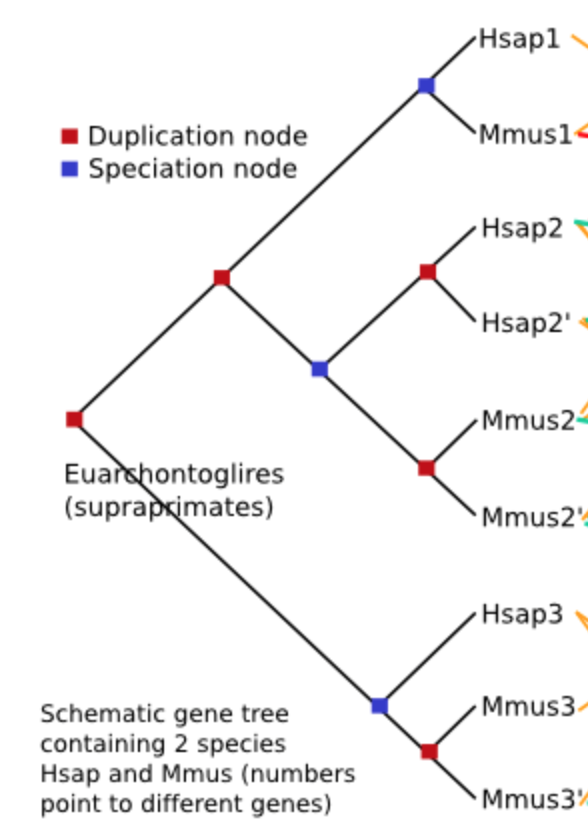 Hsap1
Duplication node
Mmus1
Speciation node
Hsap2
Hsap2'
Mmus2
Euarchontoglires
(supraprimates)
Mmus2'
Hsap3
Schematic gene tree
containing 2 species
Hsap and Mmus (numbers
point to different genes)
Mmus3
Mmus3'